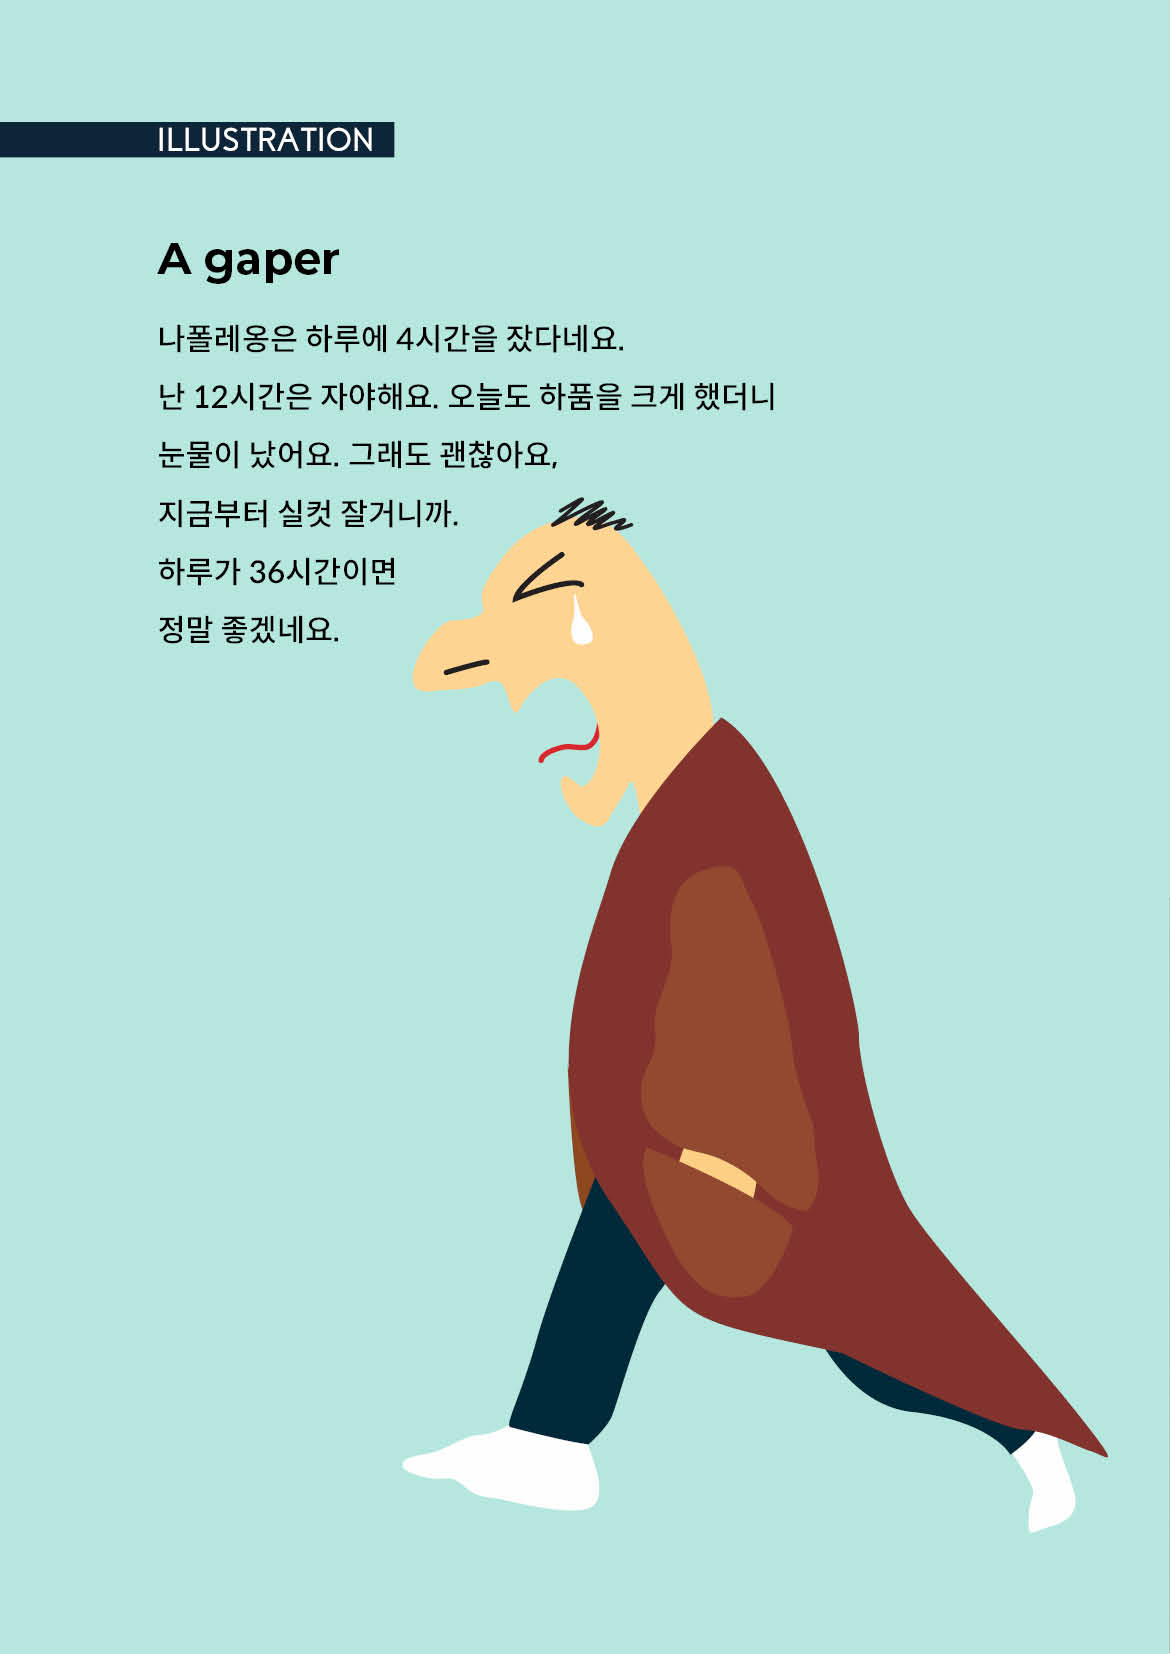 ILLUSTRATION
A gaper
나폴레옹은 하루에 4시간을 잤다네요.
난 12시간은 자야해요. 오늘도 하품을 크게 했더니
눈물이 났어요. 그래도 괜찮아요,
지금부터 실컷 잘거니까.
하루가 36시간이면
정말 좋겠네요.